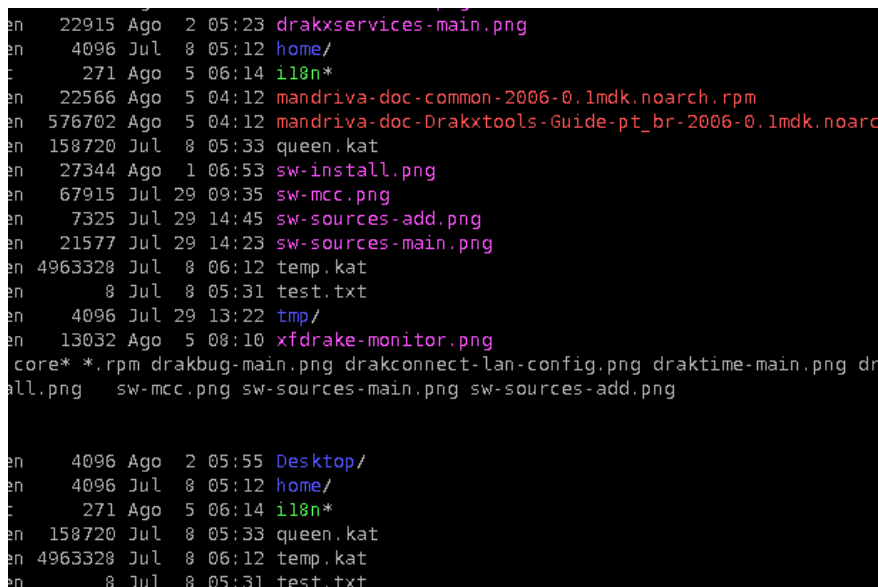 en 22915 Ago 2 05:23 drakxservices-main.png
en 4096 Jul 8 05:12 home/
271 Ago 5 06:14 i18n*
en 22566 Ago 5 04:12 mandriva-doc-common-2006-0.1mdk.noarch.rpm
en 576702 Ago 5 04:12 mandriva-doc-Drakxtools-Guide-pt_br-2006-0.1mdk.noarc
en 158720 Jul 8 05:33 queen.kat
en 27344 Ago 1 06:53 sw-install.png
en 67915 Jul 29 09:35 sw-mcc.png
en 7325 Jul 29 14:45 sw-sources-add.png
en 21577 Jul 29 14:23 sw-sources-main.png
en 4963328 Jul 8 06:12 temp.kat
en 8 Jul 8 05:31 test.txt
en 4096 Jul 29 13:22 tmp/
en 13032 Ago 5 08:10 xfdrake-monitor.png
core* *.rpm drakbug-main.png drakconnect-lan-config.png draktime-main.png dr
all.png sw-mcc.png sw-sources-main.png sw-sources-add.png
en 4096 Ago 2 05:55 Desktop/
en 4096 Jul 8 05:12 home/
271 Ago 5 06:14 i18n*
en 158720 Jul 8 05:33 queen.kat
en 4963328 Jul 8 06:12 temp.kat
en 8 Jul 8 05:31 test.txt